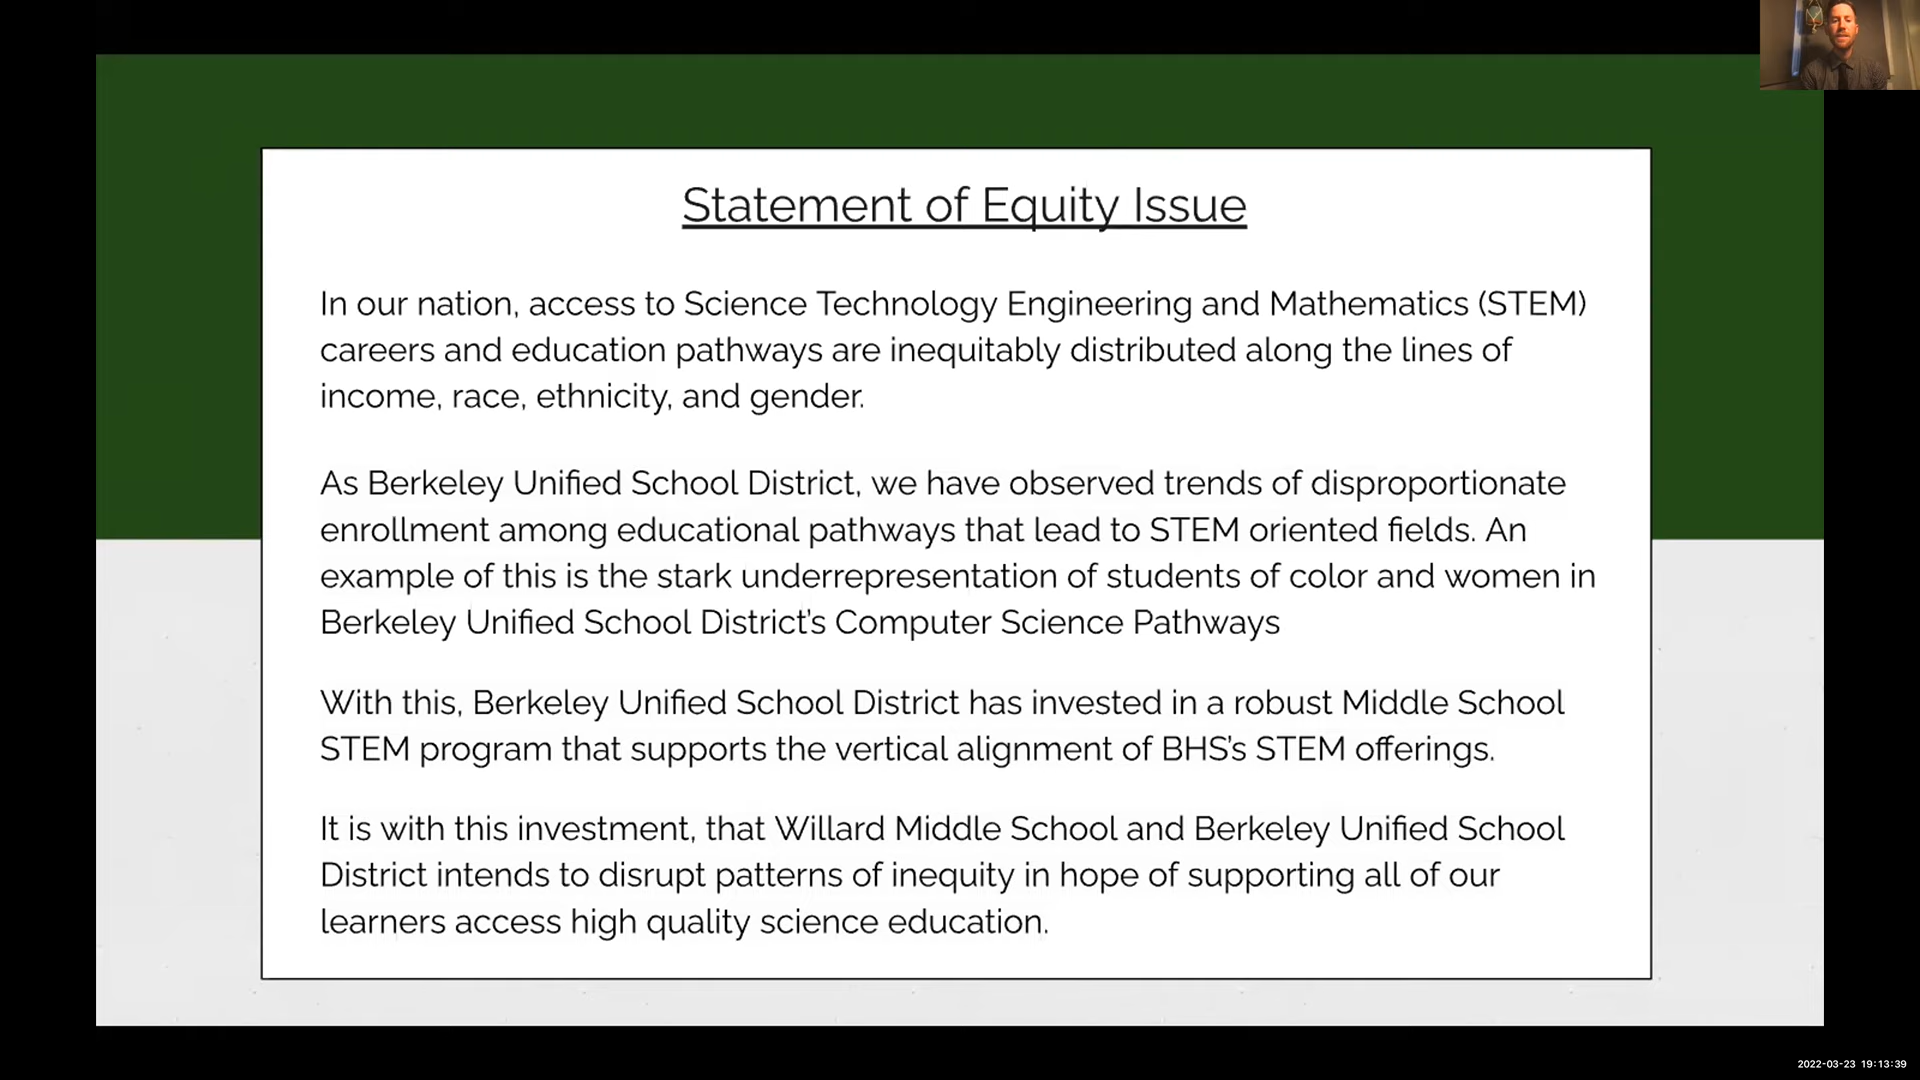 Statement of Equity Issue
In our nation, access to Science Technology Engineering and Mathematics (STEM)
careers and education pathways are inequitably distributed along the lines of
income, race, ethnicity, and gender.
As Berkeley Unified School District, we have observed trends of disproportionate
enrollment among educational pathways that lead to STEM oriented fields. An
example of this is the stark underrepresentation of students of color and women in
Berkeley Unified School District's Computer Science Pathways
With this, Berkeley Unified School District has invested in a robust Middle School
STEM program that supports the vertical alignment of BHS's STEM offerings.
It is with this investment, that Willard Middle School and Berkeley Unified School
District intends to disrupt patterns of inequity in hope of supporting all of our
learners access high quality science education.
2022-03-23 19:13:39